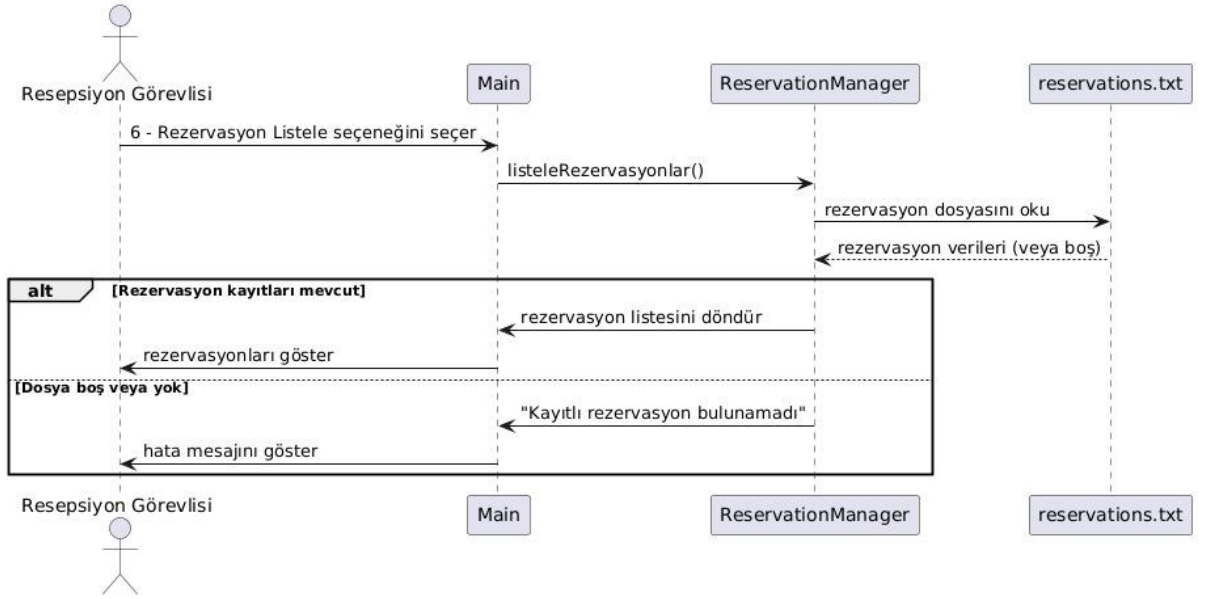 Resepsiyon Görevlisi
Main
ReservationManager
reservations.txt
6 - Rezervasyon Listele seçeneğini seçer
listeleRezervasyonlar()
rezervasyon dosyasını oku
rezervasyon verileri (veya boş)
alt
[Rezervasyon kayıtları mevcut]
rezervasyon listesini döndür
rezervasyonları göster
[Dosya boş veya yok]
"Kayıtlı rezervasyon bulunamadı"
hata mesajını göster
Resepsiyon Görevlisi
Main
ReservationManager
reservations.txt